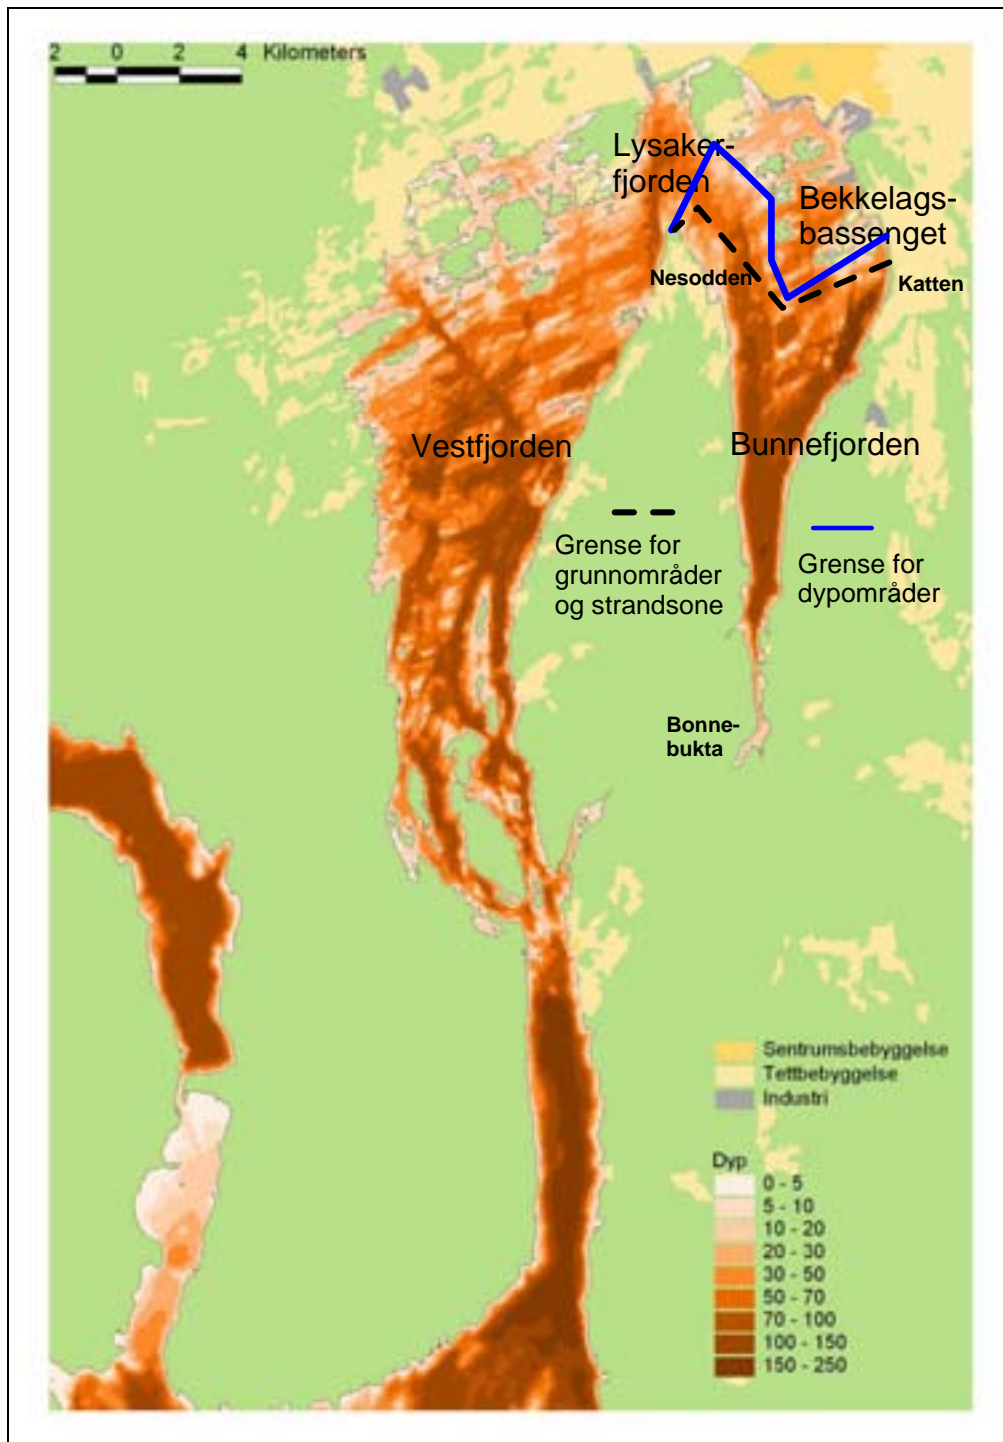 2 0 2 4 Kilometers
Lysaker-
fjorden
Bekkelags-
bassenget
Nesodden
Katten
Vestfjorden
Bunnefjorden
Grense for
grunnområder
og strandsone
Grense for
dypområder
Bonne-
bukta
Sentrumsbebyggelse
Tettbebyggelse
Industri
Dyp
0 - 5
5 - 10
10 - 20
20 - 30
30 - 50
50 - 70
70 - 100
100 - 150
150 - 250